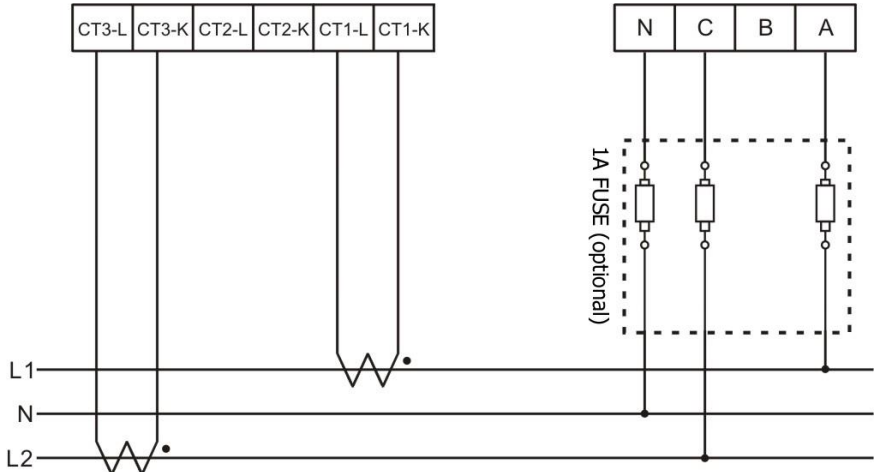 CT3-L CT3-K CT2-L CT2-K CT1-L CT1-K
N C B A
1A FUSE (optional)
L1
N
L2